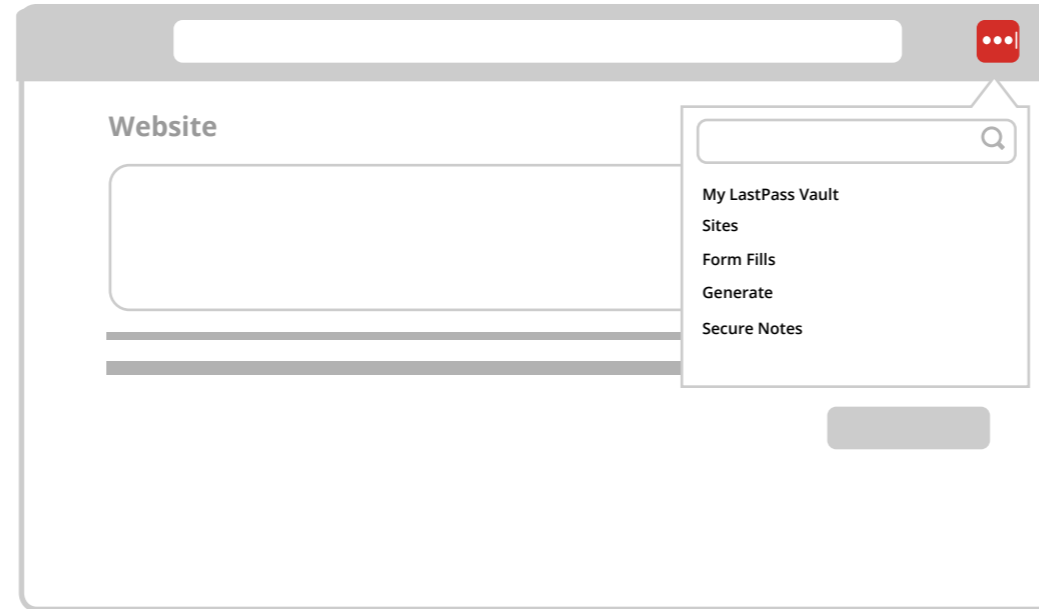 Website
My LastPass Vault
Sites
Form Fills
Generate
Secure Notes